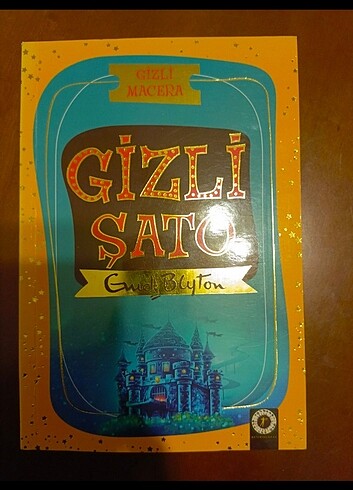 GİZLİ
MACERA
GİZLİ
ŞATO
Enid Blyton